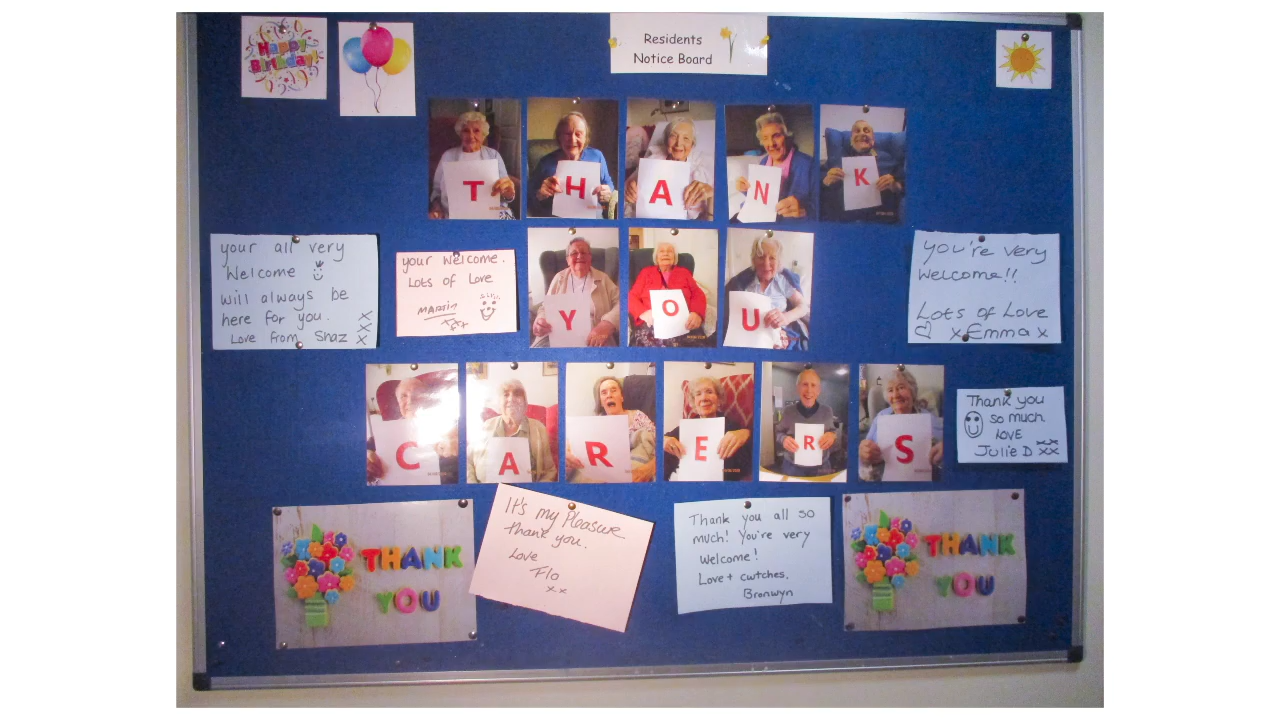 Happy
Birthday!
Residents
Notice Board
T H A N K
your all very
Welcome
will always be
here for you. x
x
Love from Shaz x
your welcome.
Lots of Love
MARTIN
xxx
Y O U
You're very
Welcome!!
Lots of Love
x Emma x
C A R E R S
Thank you
so much
LOVE
Julie D xx
xx
THANK
YOU
It's my Pleasure
thank you.
Love
Flo
xx
Thank you all so
much! You're very
welcome!
Love + cwtches,
Bronwyn
THANK
YOU